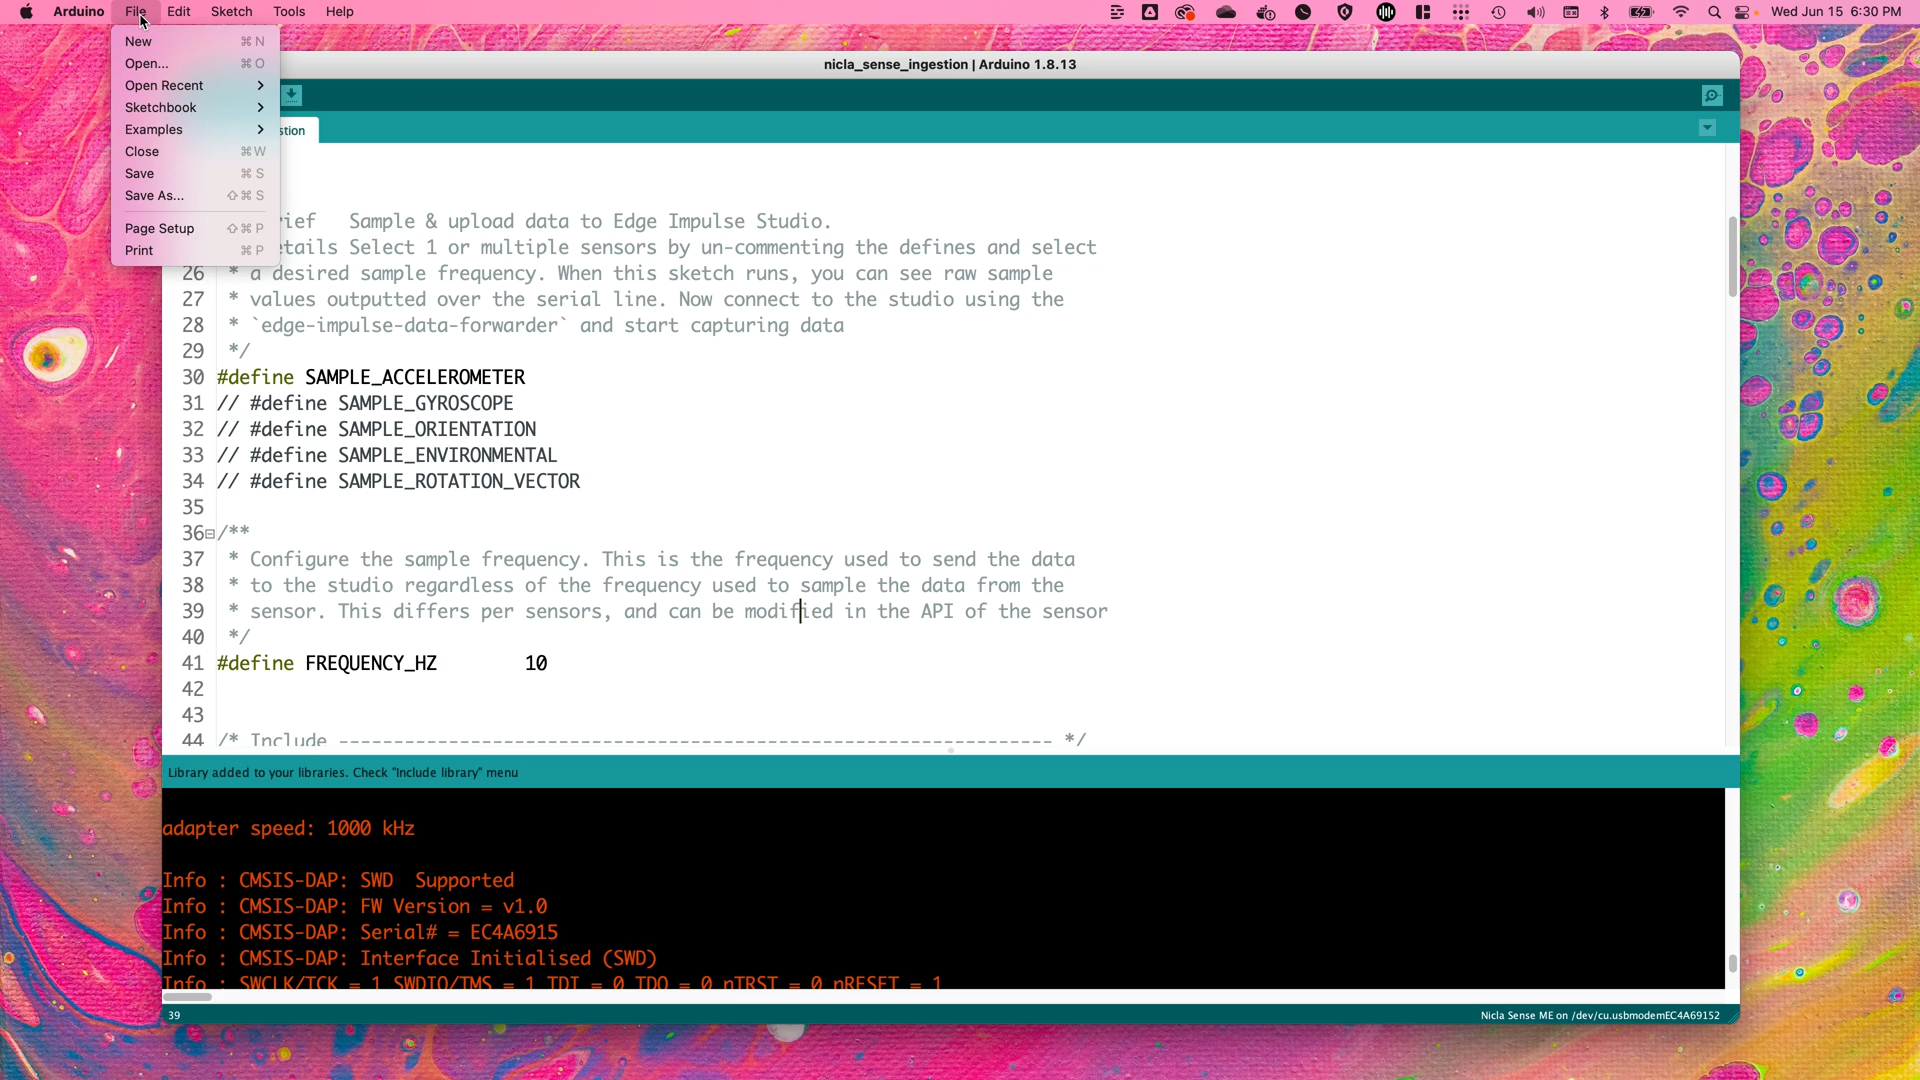 Arduino File Edit Sketch Tools Help
Wed Jun 15 6:30 PM
New ⌘ N
Open... ⌘ O
Open Recent
Sketchbook
Examples
Close ⌘ W
Save ⌘ S
Save As... ⇧ ⌘ S
Page Setup ⇧ ⌘ P
Print ⌘ P
nicla_sense_ingestion | Arduino 1.8.13
stion
rief Sample & upload data to Edge Impulse Studio.
etails Select 1 or multiple sensors by un-commenting the defines and select
26 * a desired sample frequency. When this sketch runs, you can see raw sample
27 * values outputted over the serial line. Now connect to the studio using the
28 * `edge-impulse-data-forwarder` and start capturing data
29 */
30 #define SAMPLE_ACCELEROMETER
31 // #define SAMPLE_GYROSCOPE
32 // #define SAMPLE_ORIENTATION
33 // #define SAMPLE_ENVIRONMENTAL
34 // #define SAMPLE_ROTATION_VECTOR
35
36 /**
37 * Configure the sample frequency. This is the frequency used to send the data
38 * to the studio regardless of the frequency used to sample the data from the
39 * sensor. This differs per sensors, and can be modified in the API of the sensor
40 */
41 #define FREQUENCY_HZ 10
42
43
44 /* Include ----------------------------------------------------------------- */
Library added to your libraries. Check "Include library" menu
adapter speed: 1000 kHz
Info : CMSIS-DAP: SWD Supported
Info : CMSIS-DAP: FW Version = v1.0
Info : CMSIS-DAP: Serial# = EC4A6915
Info : CMSIS-DAP: Interface Initialised (SWD)
Info : SWCLK/TCK = 1 SWDIO/TMS = 1 TDI = 0 TDO = 0 nTRST = 0 nRESET = 1
39
Nicla Sense ME on /dev/cu.usbmodemEC4A69152